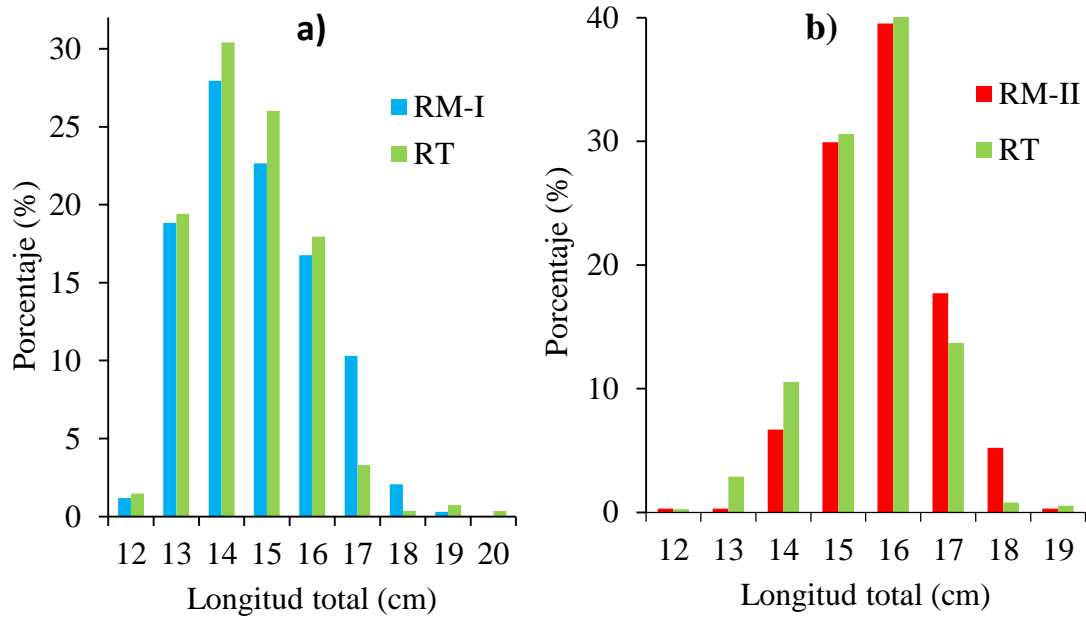 a)
30
25
20
15
10
5
0
Porcentaje (%)
RM-I
RT
12 13 14 15 16 17 18 19 20
Longitud total (cm)
b)
40
30
20
10
0
Porcentaje (%)
RM-II
RT
12 13 14 15 16 17 18 19
Longitud total (cm)